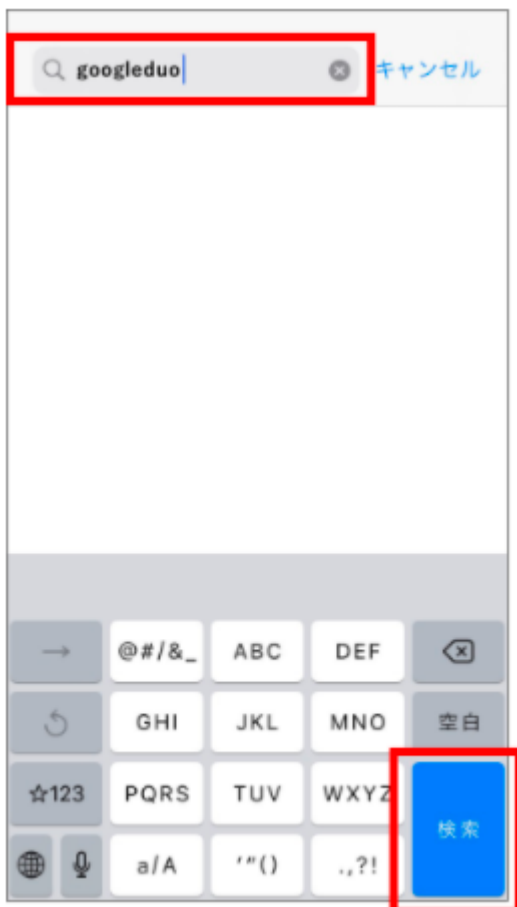 googleduo キャンセル
→ @#/&_ ABC DEF
GHI JKL MNO 空白
☆123 PQRS TUV WXYZ
検索
a/A '"() .,?!